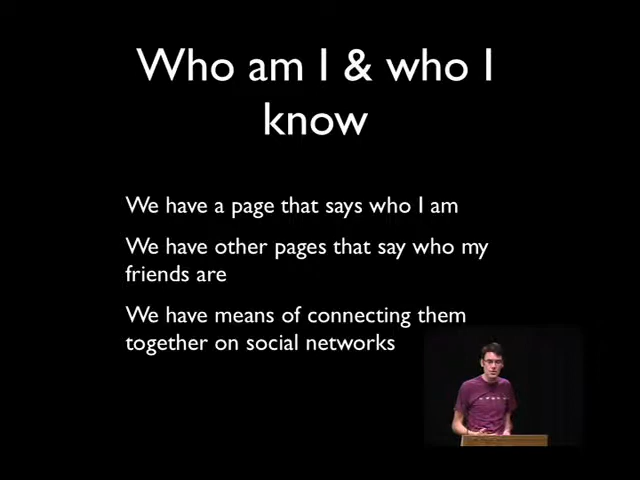 Who am I & who I
know
We have a page that says who I am
We have other pages that say who my
friends are
We have means of connecting them
together on social networks